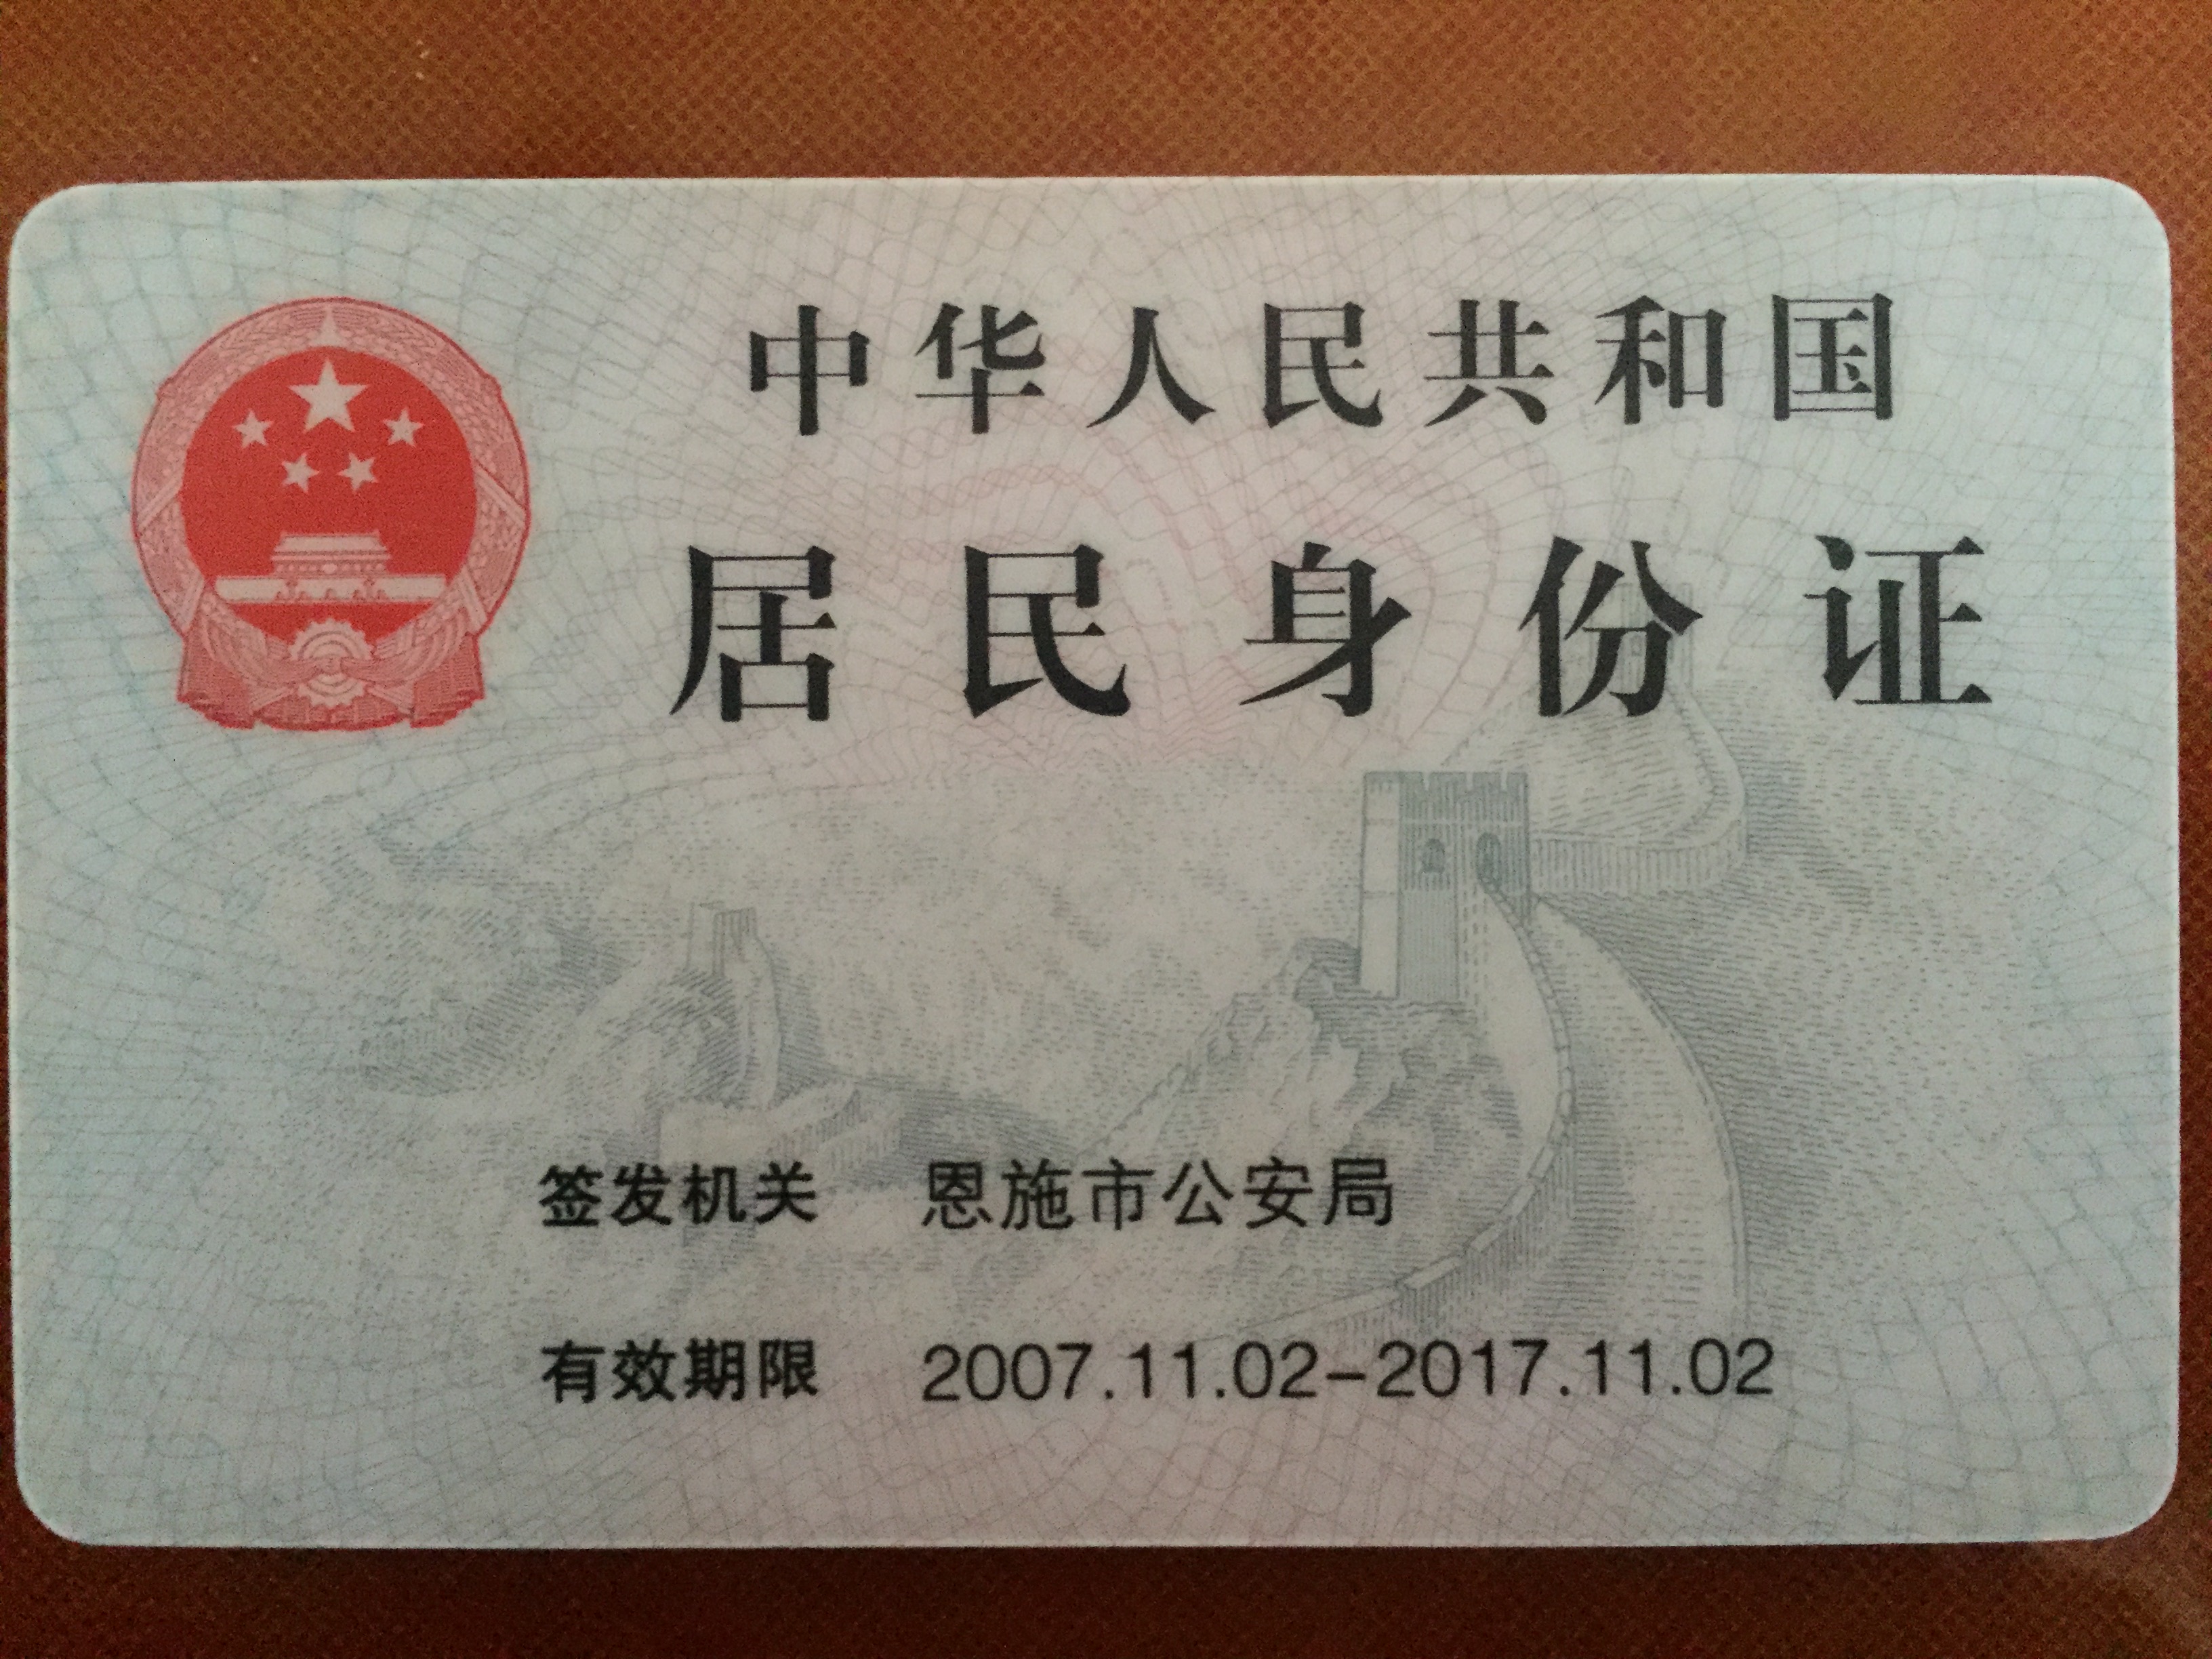 中华人民共和国
居民身份证
签发机关 恩施市公安局
有效期限 2007.11.02-2017.11.02